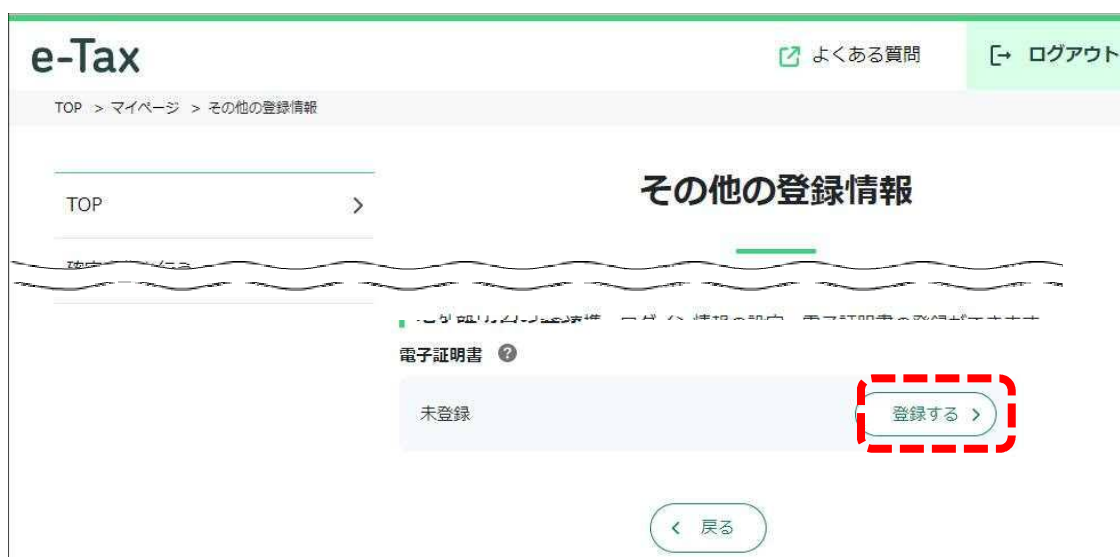 e-Tax
よくある質問
ログアウト
TOP > マイページ > その他の登録情報
TOP
その他の登録情報
電子証明書
未登録
登録する
戻る